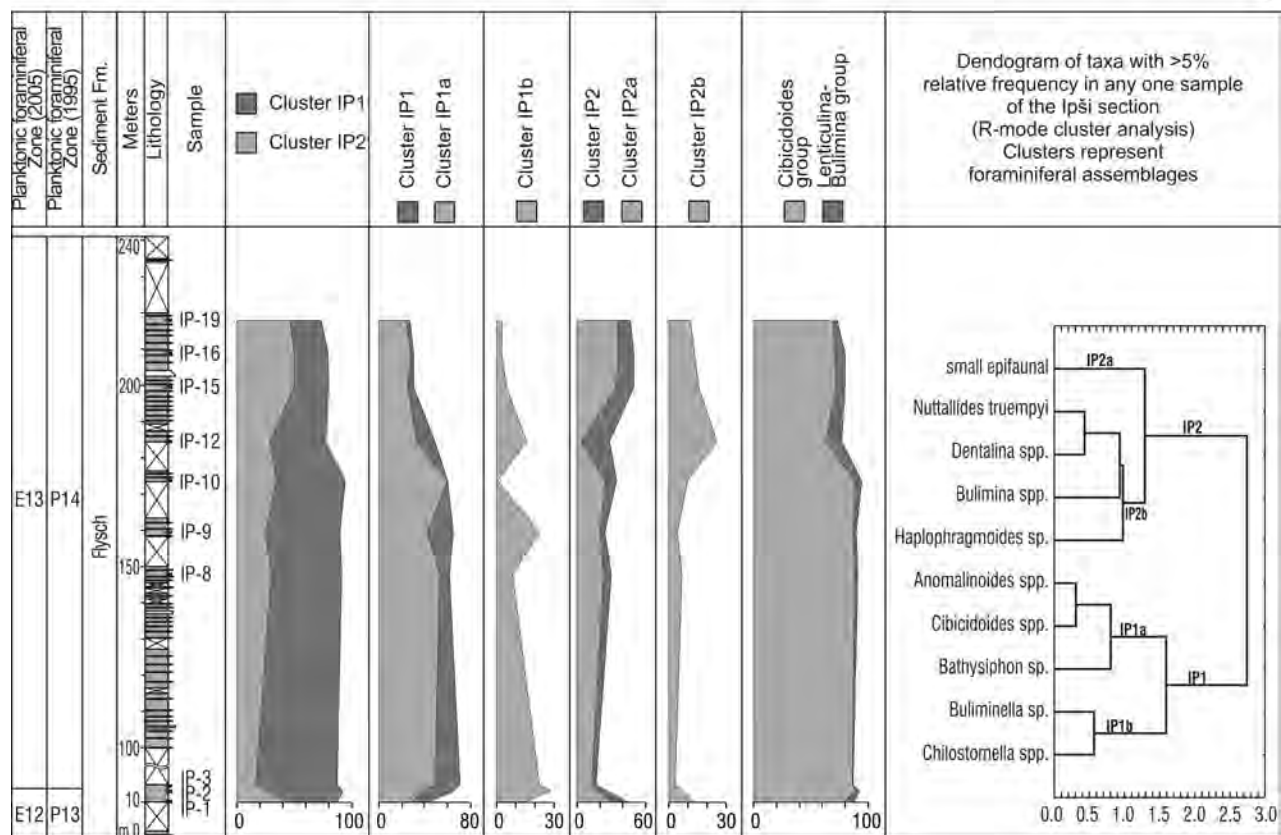 Planktonic foraminiferal
Zone (2005)
Planktonic foraminiferal
Zone (1995)
Sediment Fm.
Meters
Lithology
Sample
Cluster IP1
Cluster IP2
Cluster IP1
Cluster IP1a
Cluster IP1b
Cluster IP2
Cluster IP2a
Cluster IP2b
Cibicidoides
group
Lenticulina-
Bulimina group
Dendogram of taxa with >5%
relative frequency in any one sample
of the Ipši section
(R-mode cluster analysis)
Clusters represent
foraminiferal assemblages
E13
P14
E12
P13
Flysch
240
200
150
100
10
m 0
IP-19
IP-16
IP-15
IP-12
IP-10
IP-9
IP-8
IP-3
IP-2
IP-1
0 100
0 80
0 30
0 60
0 30
0 100
small epifaunal
Nuttallides truempyi
Dentalina spp.
Bulimina spp.
Haplophragmoides sp.
Anomalinoides spp.
Cibicidoides spp.
Bathysiphon sp.
Buliminella sp.
Chilostomella spp.
IP2a
IP2
IP2b
IP1a
IP1
IP1b
0.0 0.5 1.0 1.5 2.0 2.5 3.0